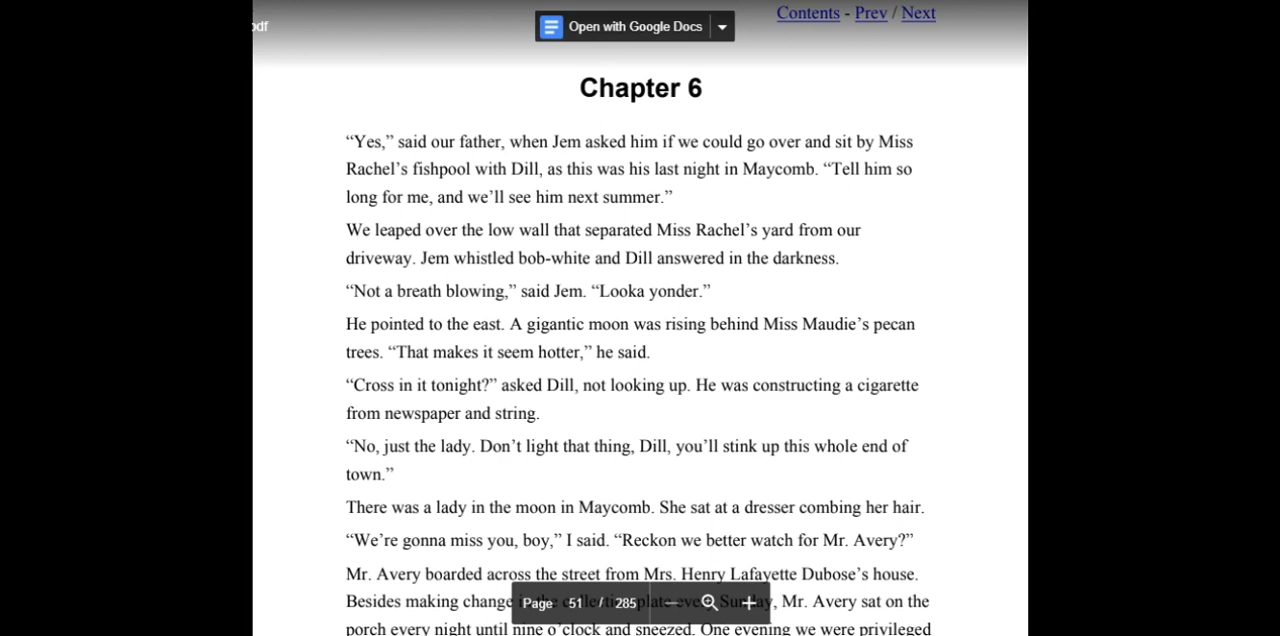 Contents - Prev / Next
odf
Open with Google Docs
Chapter 6
“Yes,” said our father, when Jem asked him if we could go over and sit by Miss
Rachel’s fishpool with Dill, as this was his last night in Maycomb. “Tell him so
long for me, and we’ll see him next summer.”
We leaped over the low wall that separated Miss Rachel’s yard from our
driveway. Jem whistled bob-white and Dill answered in the darkness.
“Not a breath blowing,” said Jem. “Looka yonder.”
He pointed to the east. A gigantic moon was rising behind Miss Maudie’s pecan
trees. “That makes it seem hotter,” he said.
“Cross in it tonight?” asked Dill, not looking up. He was constructing a cigarette
from newspaper and string.
“No, just the lady. Don’t light that thing, Dill, you’ll stink up this whole end of
town.”
There was a lady in the moon in Maycomb. She sat at a dresser combing her hair.
“We’re gonna miss you, boy,” I said. “Reckon we better watch for Mr. Avery?”
Mr. Avery boarded across the street from Mrs. Henry Lafayette Dubose’s house.
Besides making change in the collection plate every Sunday, Mr. Avery sat on the
Page 51 / 285
porch every night until nine o’clock and sneezed. One evening we were privileged